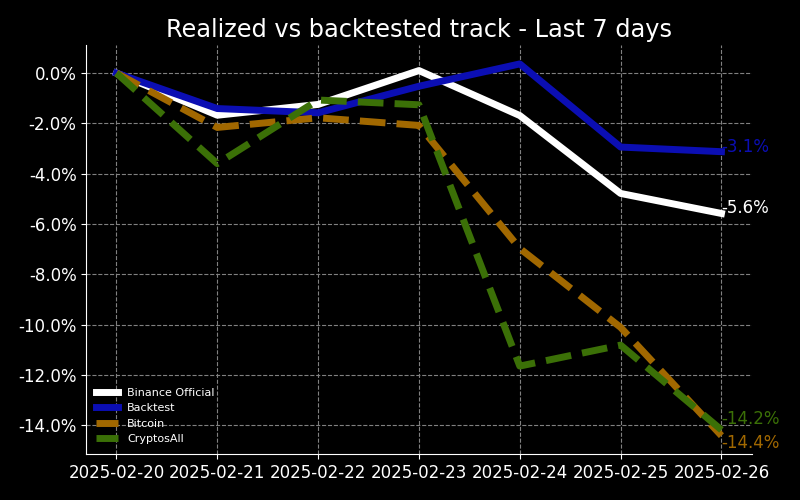 Realized vs backtested track - Last 7 days
0.0%
-2.0%
-4.0%
-6.0%
-8.0%
-10.0%
-12.0%
-14.0%
-3.1%
-5.6%
-14.2%
-14.4%
Binance Official
Backtest
Bitcoin
CryptosAll
2025-02-20 2025-02-21 2025-02-22 2025-02-23 2025-02-24 2025-02-25 2025-02-26